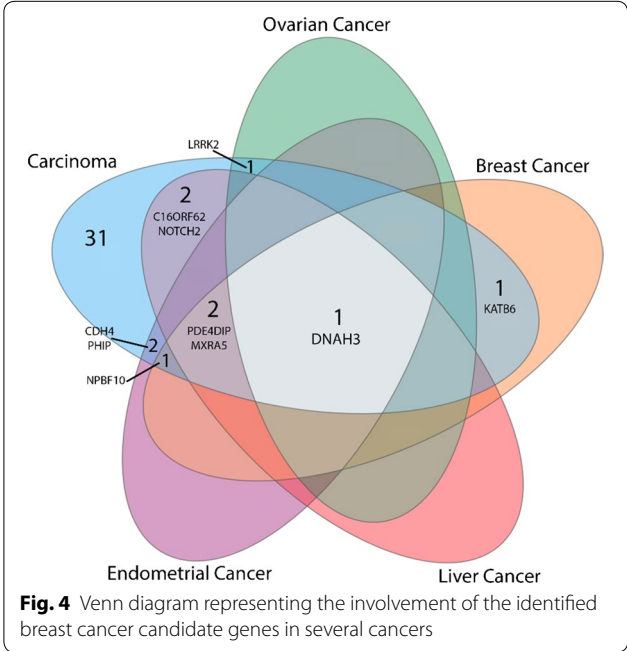 Ovarian Cancer
LRRK2
1
Carcinoma
Breast Cancer
2
C16ORF62
NOTCH2
31
1
KATB6
2
PDE4DIP
MXRA5
1
DNAH3
CDH4
PHIP
2
1
NPBF10
Endometrial Cancer
Liver Cancer
Fig. 4 Venn diagram representing the involvement of the identified
breast cancer candidate genes in several cancers